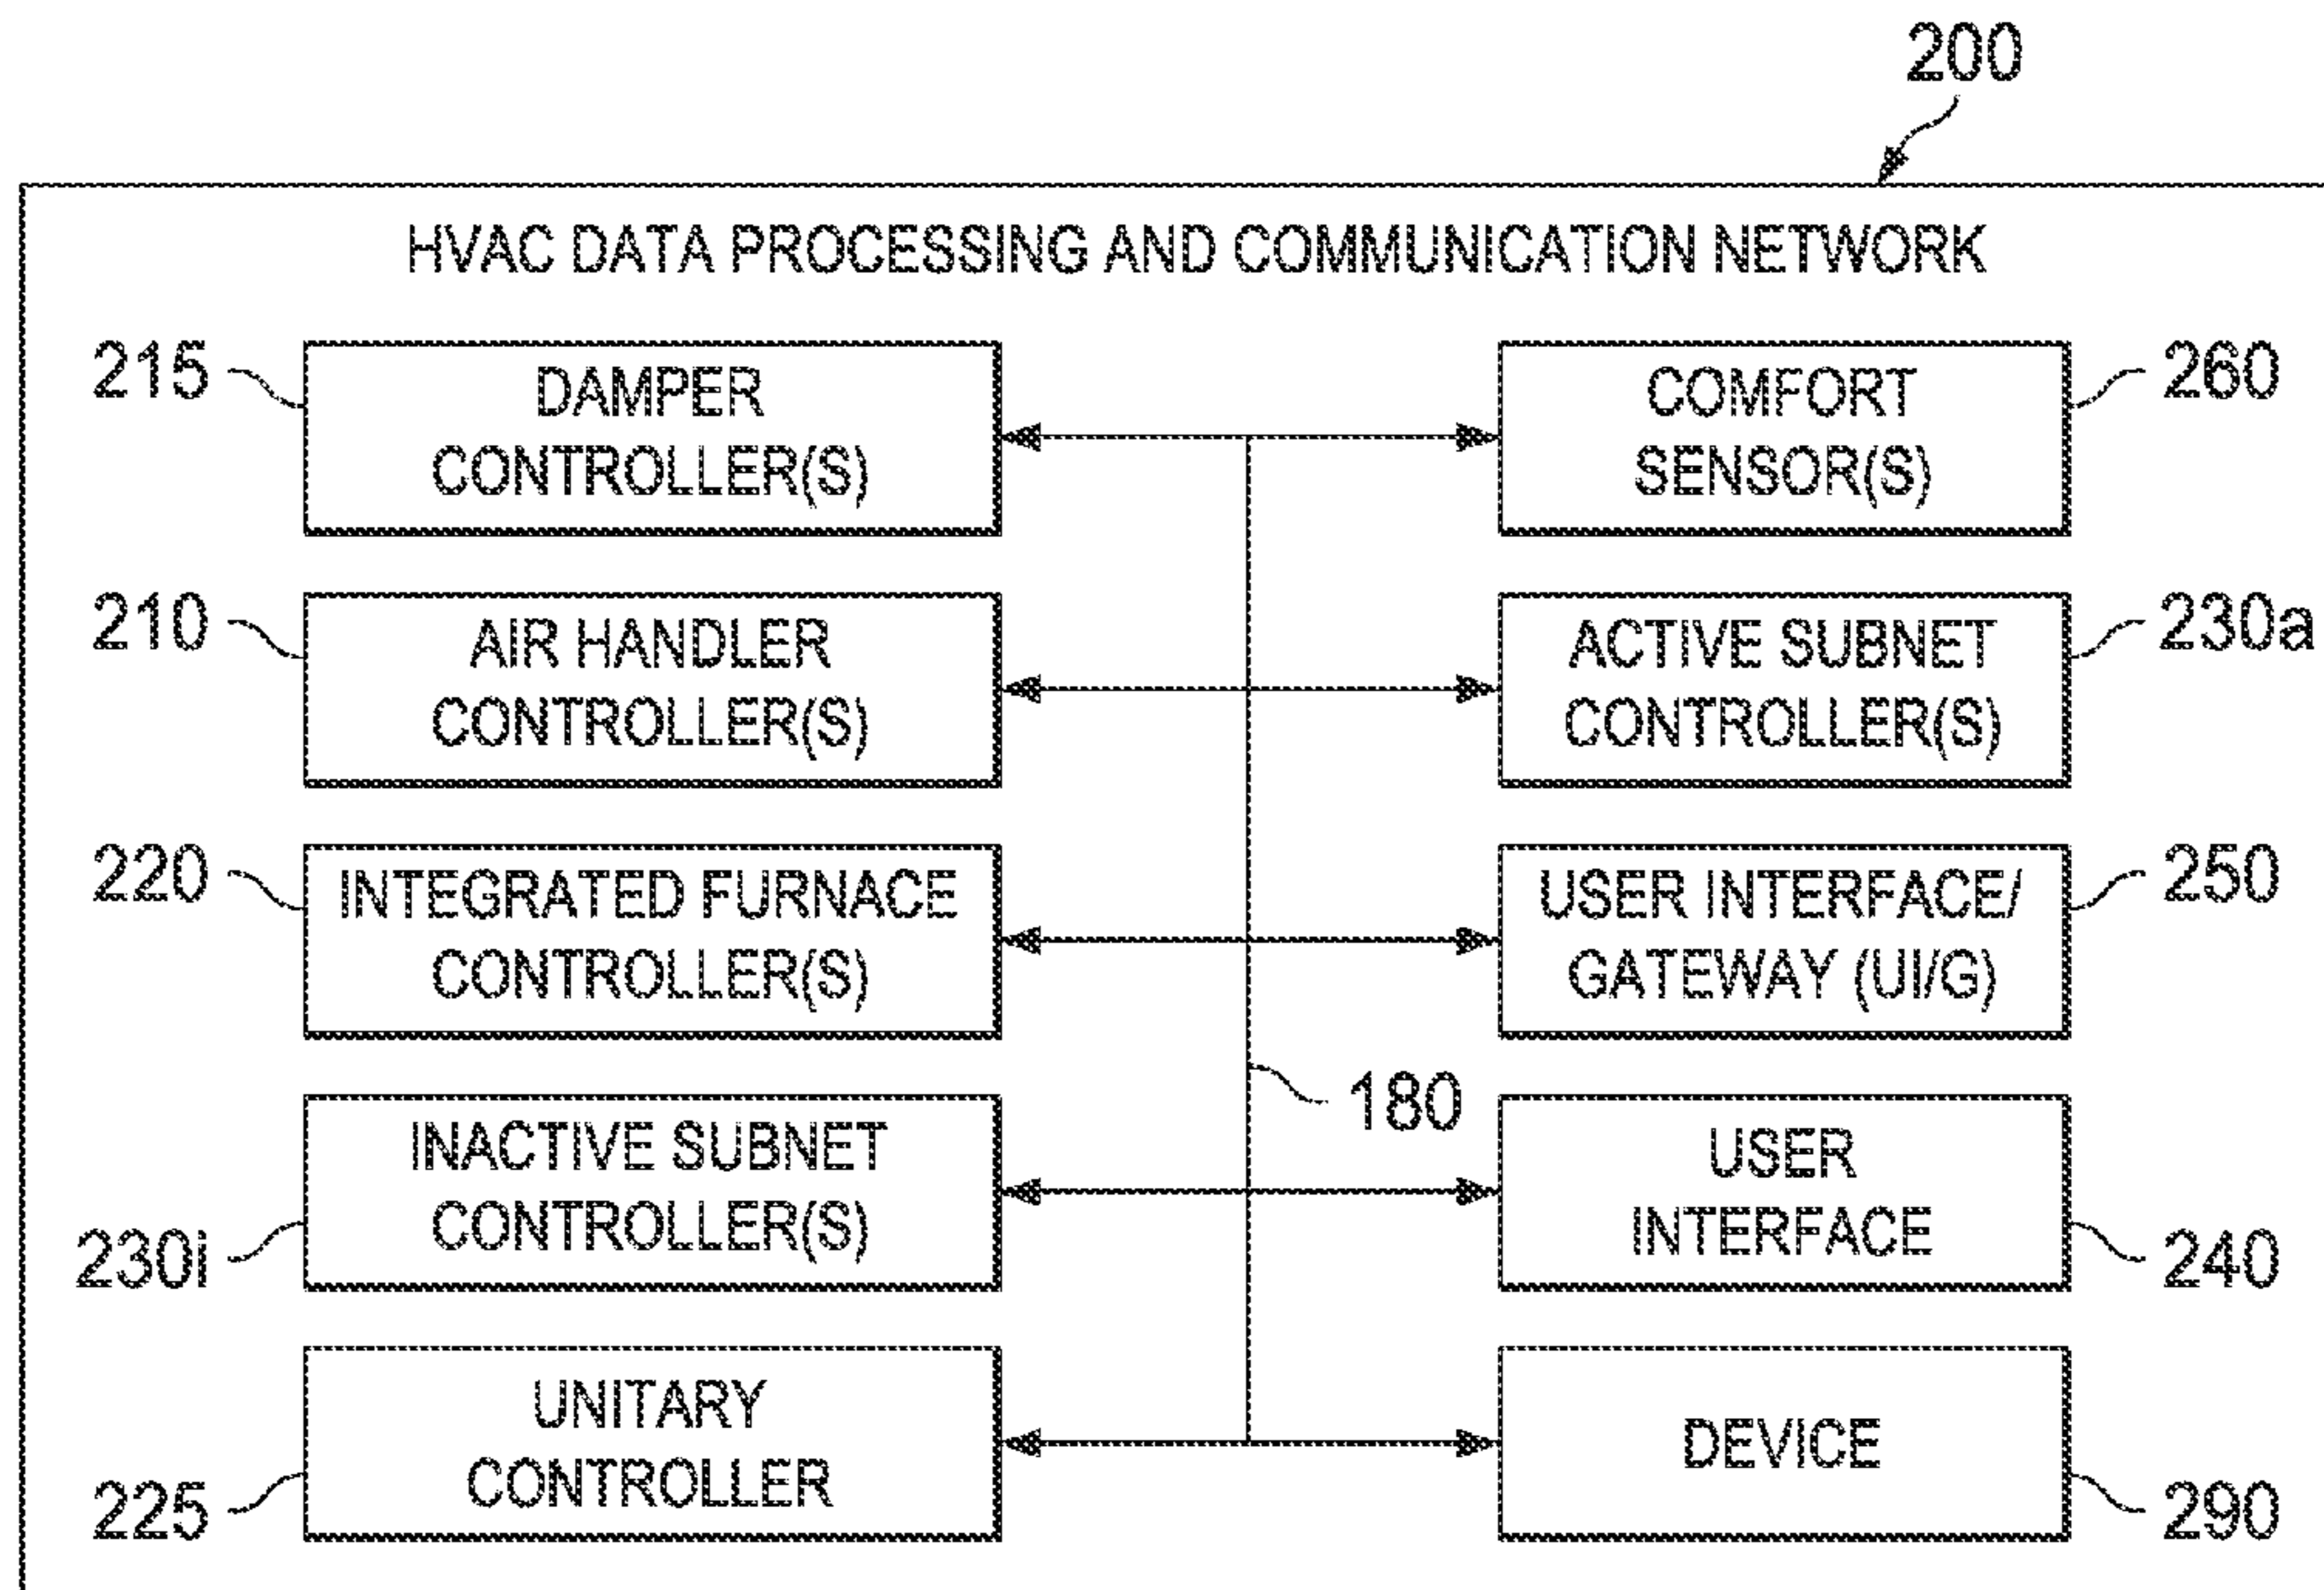 200
HVAC DATA PROCESSING AND COMMUNICATION NETWORK
215
DAMPER
CONTROLLER(S)
COMFORT
SENSOR(S)
260
210
AIR HANDLER
CONTROLLER(S)
ACTIVE SUBNET
CONTROLLER(S)
230a
220
INTEGRATED FURNACE
CONTROLLER(S)
USER INTERFACE/
GATEWAY (UI/G)
250
180
INACTIVE SUBNET
CONTROLLER(S)
230i
USER
INTERFACE
240
UNITARY
CONTROLLER
225
DEVICE
290